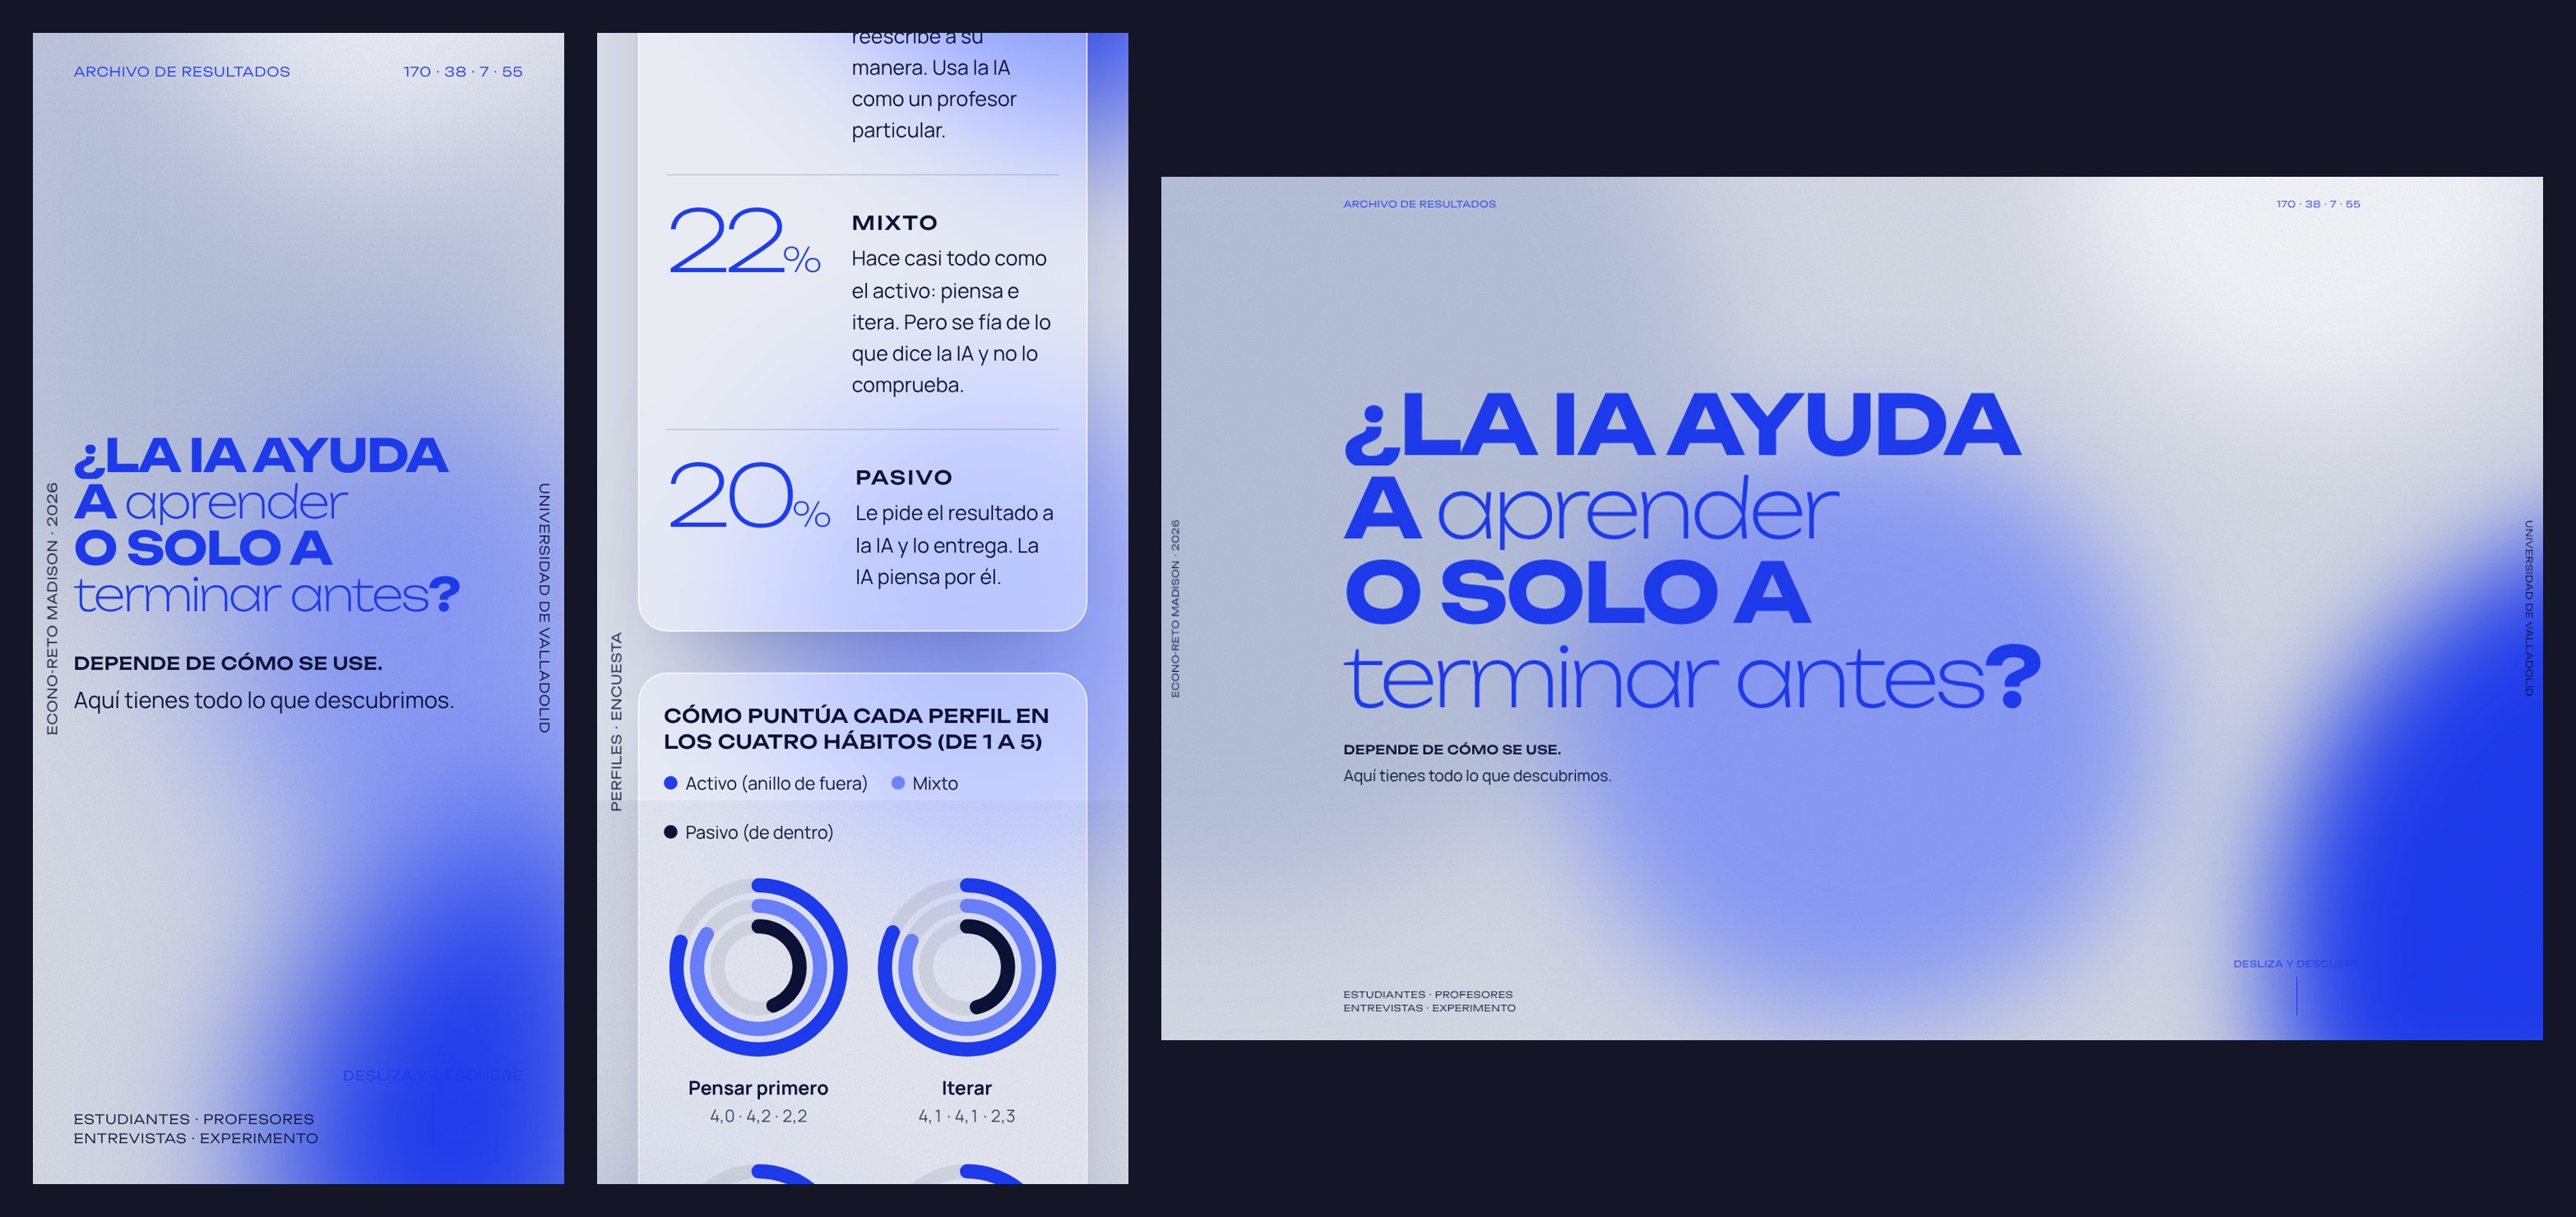 ARCHIVO DE RESULTADOS
170 · 38 · 7 · 55
¿LA IA AYUDA
A aprender
O SOLO A
terminar antes?
DEPENDE DE CÓMO SE USE.
Aquí tienes todo lo que descubrimos.
ECONO-RETO MADISON · 2026
UNIVERSIDAD DE VALLADOLID
DESLIZA Y DESCUBRE
ESTUDIANTES · PROFESORES
ENTREVISTAS · EXPERIMENTO
reescribe a su
manera. Usa la IA
como un profesor
particular.
22%
MIXTO
Hace casi todo como
el activo: piensa e
itera. Pero se fía de lo
que dice la IA y no lo
comprueba.
20%
PASIVO
Le pide el resultado a
la IA y lo entrega. La
IA piensa por él.
PERFILES · ENCUESTA
CÓMO PUNTÚA CADA PERFIL EN
LOS CUATRO HÁBITOS (DE 1 A 5)
Activo (anillo de fuera)
Mixto
Pasivo (de dentro)
Pensar primero
4,0 · 4,2 · 2,2
Iterar
4,1 · 4,1 · 2,3
ARCHIVO DE RESULTADOS
170 · 38 · 7 · 55
¿LA IA AYUDA
A aprender
O SOLO A
terminar antes?
DEPENDE DE CÓMO SE USE.
Aquí tienes todo lo que descubrimos.
ECONO-RETO MADISON · 2026
UNIVERSIDAD DE VALLADOLID
DESLIZA Y DESCUBRE
ESTUDIANTES · PROFESORES
ENTREVISTAS · EXPERIMENTO